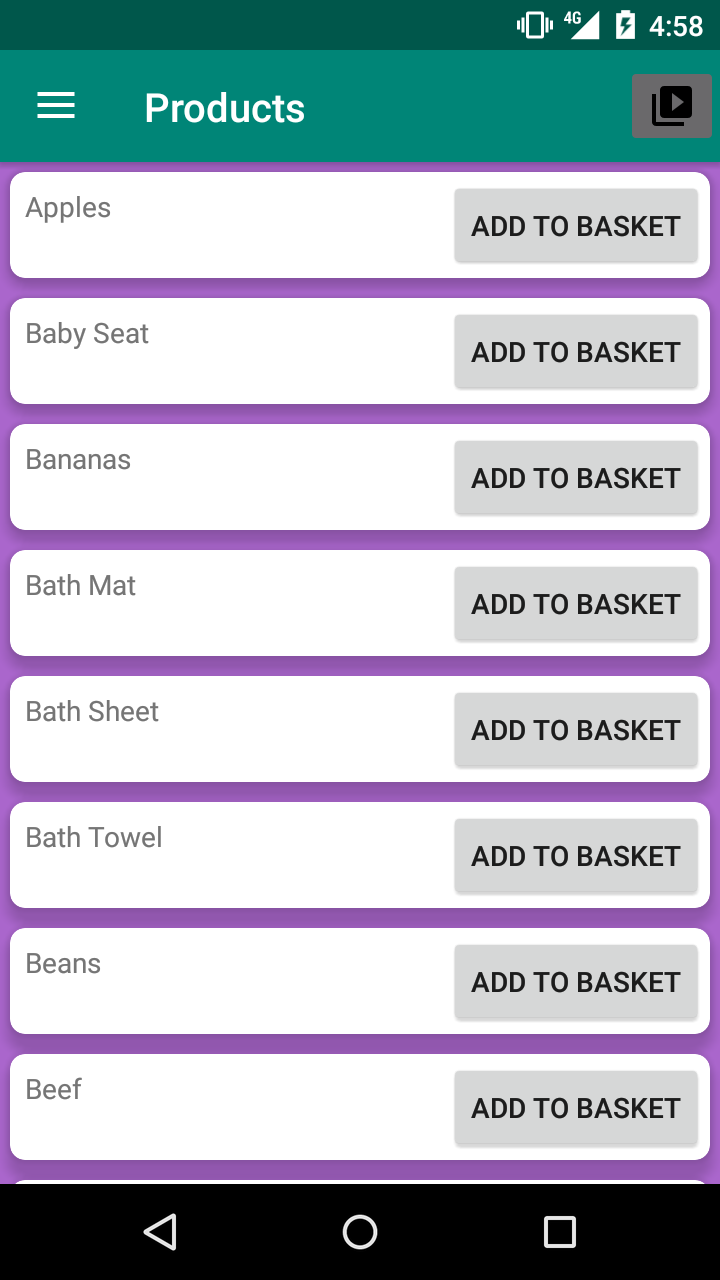 4G 4:58
Products
Apples ADD TO BASKET
Baby Seat ADD TO BASKET
Bananas ADD TO BASKET
Bath Mat ADD TO BASKET
Bath Sheet ADD TO BASKET
Bath Towel ADD TO BASKET
Beans ADD TO BASKET
Beef ADD TO BASKET